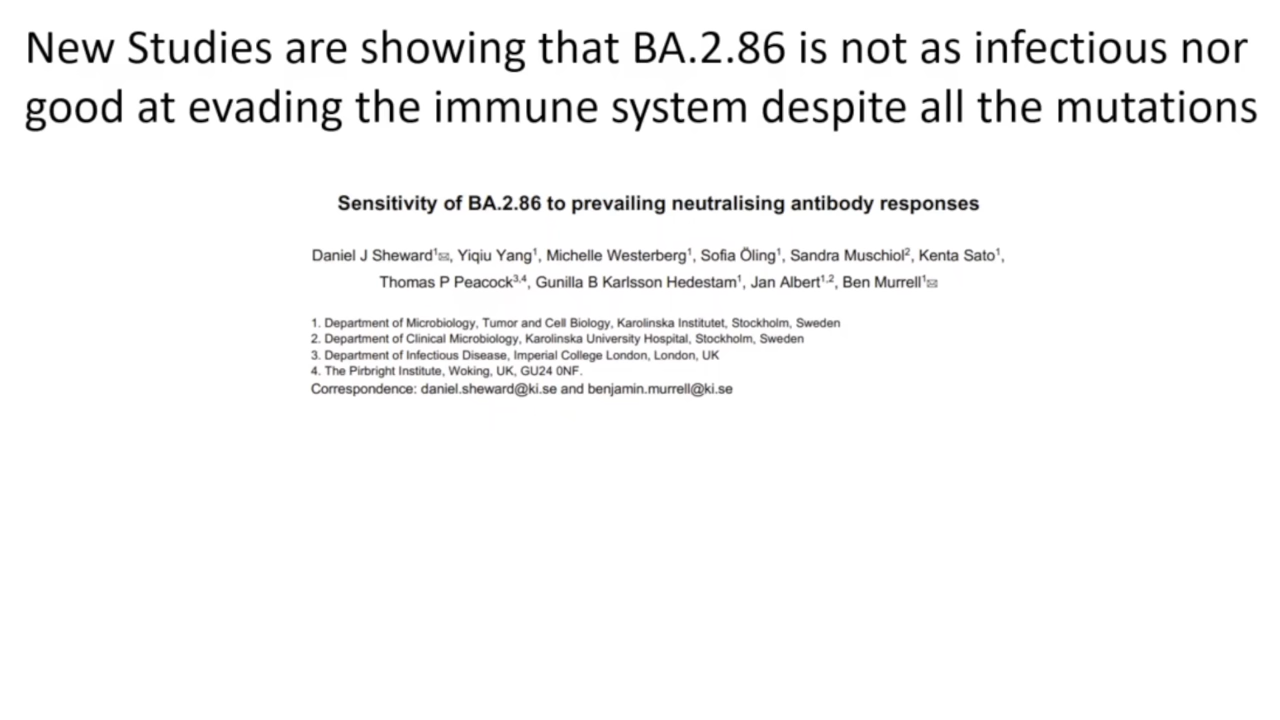 New Studies are showing that BA.2.86 is not as infectious nor
good at evading the immune system despite all the mutations
Sensitivity of BA.2.86 to prevailing neutralising antibody responses
Daniel J Sheward¹✉, Yiqiu Yang¹, Michelle Westerberg¹, Sofia Öling¹, Sandra Muschiol², Kenta Sato¹,
Thomas P Peacock³,⁴, Gunilla B Karlsson Hedestam¹, Jan Albert¹,², Ben Murrell¹✉
1. Department of Microbiology, Tumor and Cell Biology, Karolinska Institutet, Stockholm, Sweden
2. Department of Clinical Microbiology, Karolinska University Hospital, Stockholm, Sweden
3. Department of Infectious Disease, Imperial College London, London, UK
4. The Pirbright Institute, Woking, UK, GU24 0NF.
Correspondence: daniel.sheward@ki.se and benjamin.murrell@ki.se